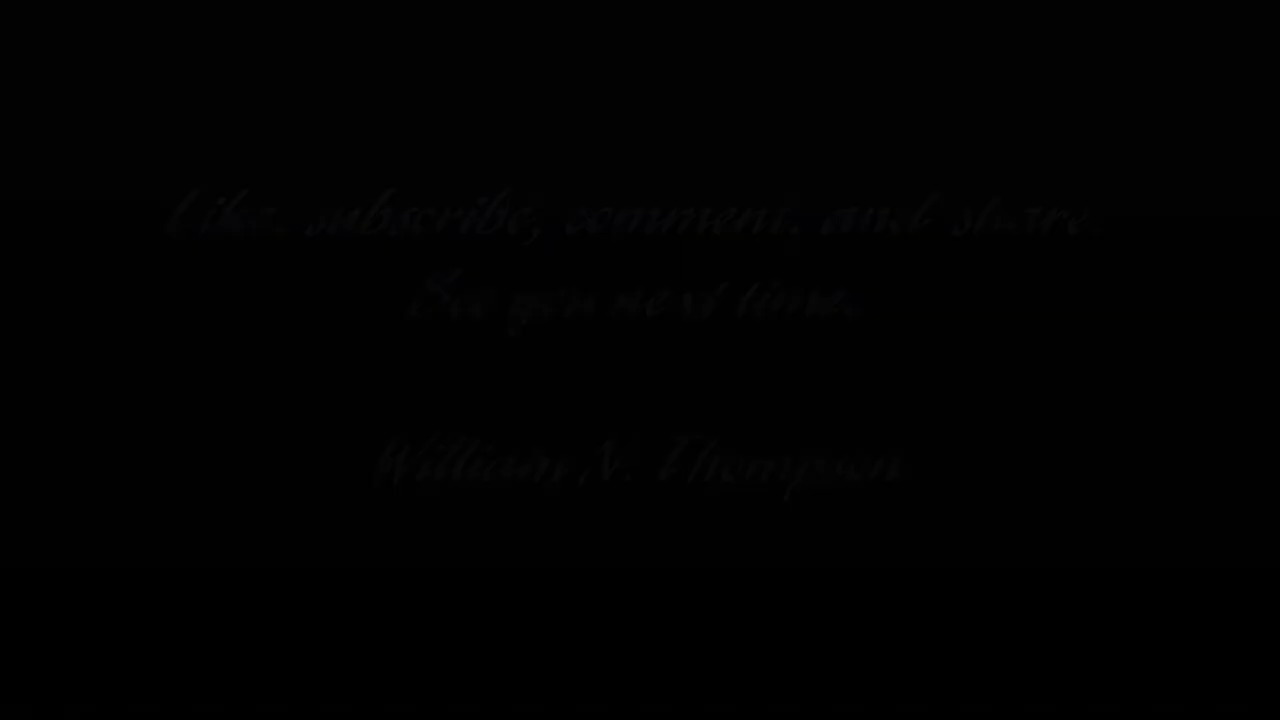 Like, subscribe, comment, and share.
See you next time.
William N. Thompson